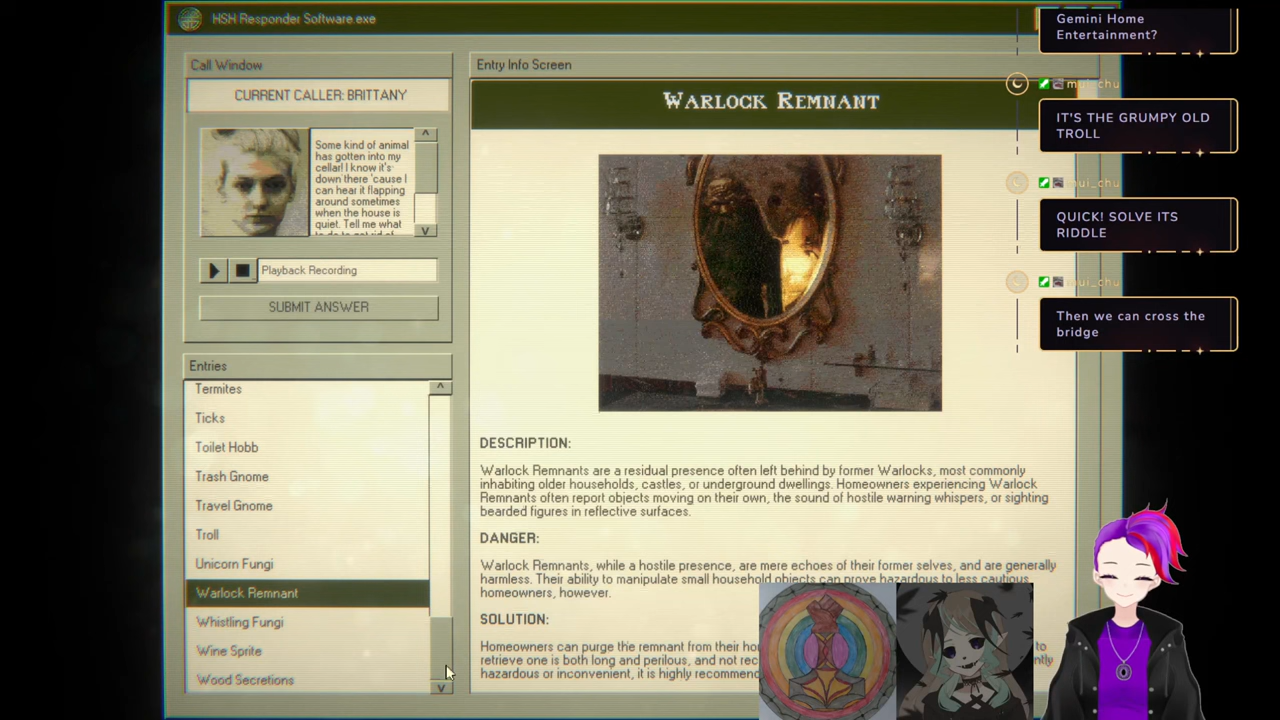 HSH Responder Software.exe
Call Window
CURRENT CALLER: BRITTANY
Some kind of animal
has gotten into my
cellar! I know it's
down there 'cause I
can hear it flapping
around sometimes
when the house is
quiet. Tell me what
Playback Recording
SUBMIT ANSWER
Entries
Termites
Ticks
Toilet Hobb
Trash Gnome
Travel Gnome
Troll
Unicorn Fungi
Warlock Remnant
Whistling Fungi
Wine Sprite
Wood Secretions
Entry Info Screen
WARLOCK REMNANT
DESCRIPTION:
Warlock Remnants are a residual presence often left behind by former Warlocks, most commonly
inhabiting older households, castles, or underground dwellings. Homeowners experiencing Warlock
Remnants often report objects moving on their own, the sound of hostile warning whispers, or sighting
bearded figures in reflective surfaces.
DANGER:
Warlock Remnants, while a hostile presence, are mere echoes of their former selves, and are generally
harmless. Their ability to manipulate small household objects can prove hazardous to less cautious
homeowners, however.
SOLUTION:
Homeowners can purge the remnant from their
to
retrieve one is both long and perilous, and not
hazardous or inconvenient, it is highly
Gemini Home
Entertainment?
mui_chu
IT'S THE GRUMPY OLD
TROLL
mui_chu
QUICK! SOLVE ITS
RIDDLE
mui_chu
Then we can cross the
bridge